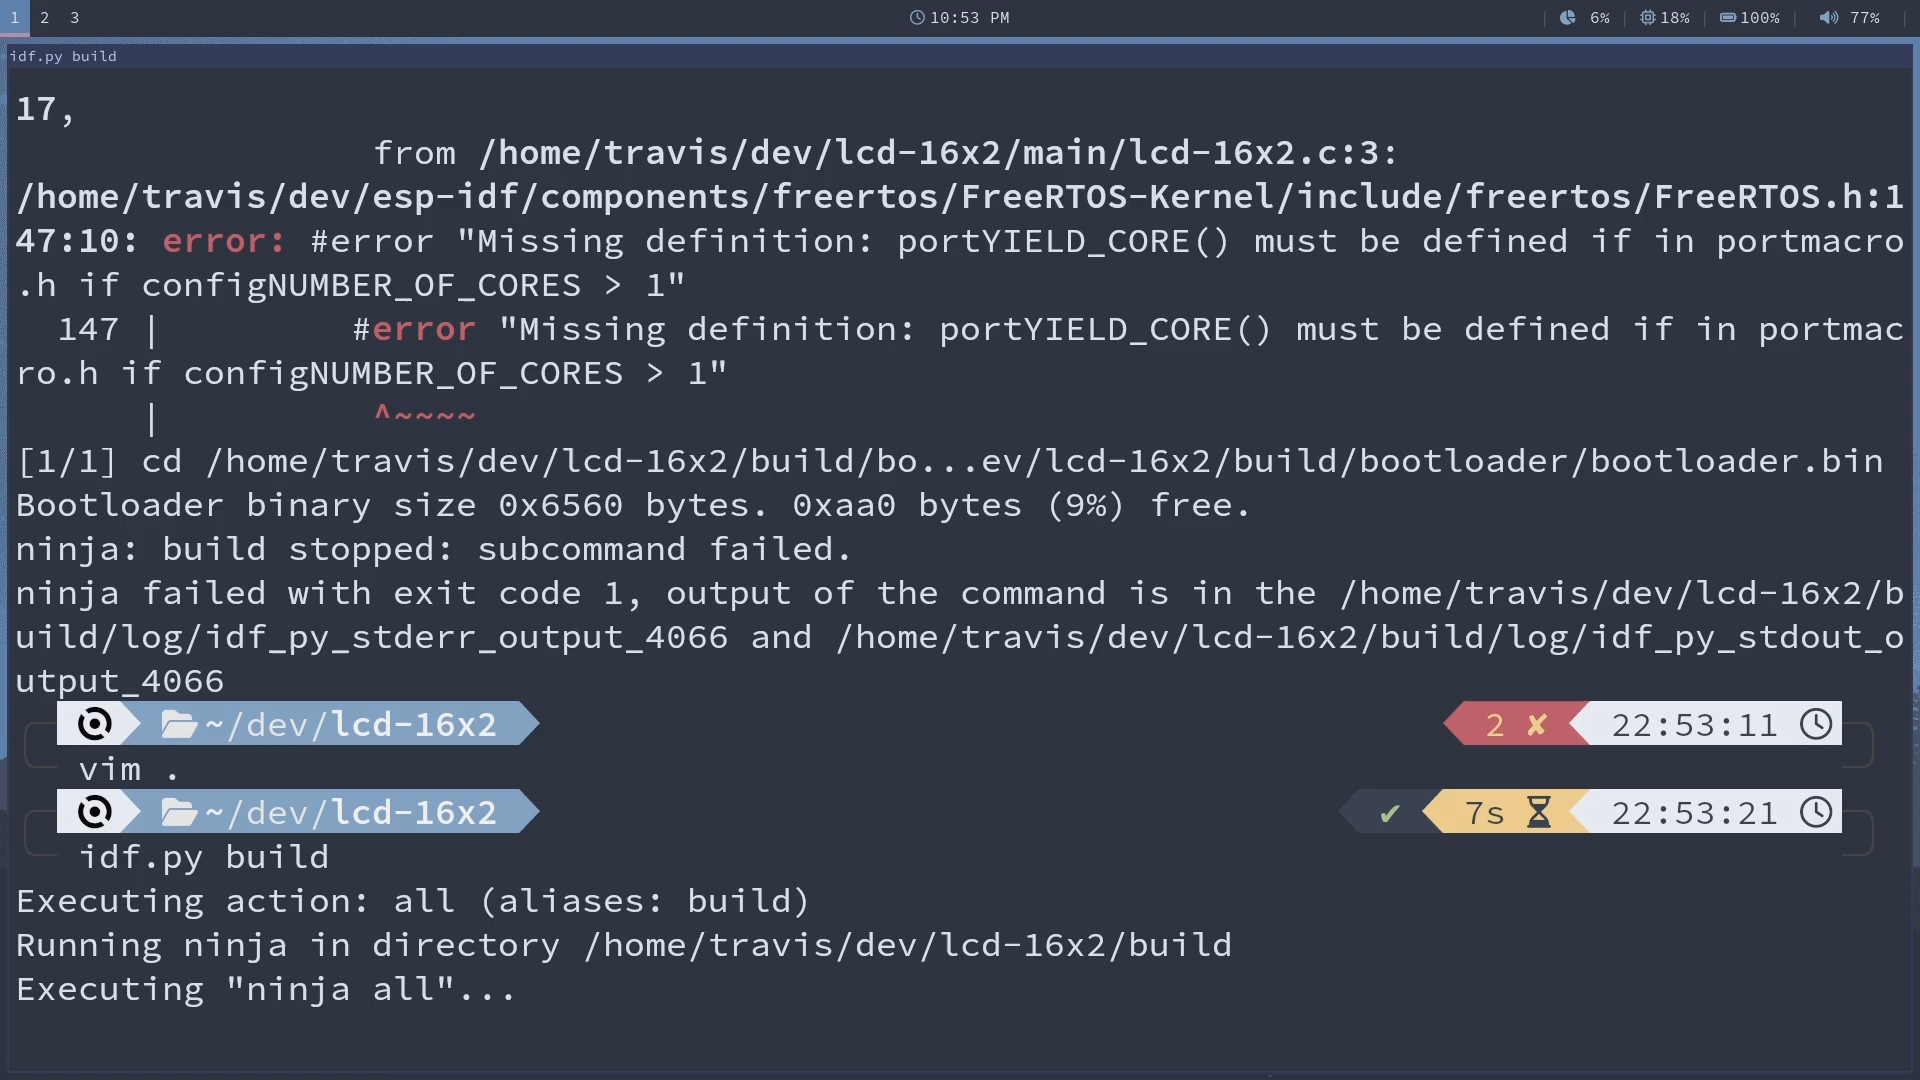 1 2 3 10:53 PM | 6% | 18% | 100% | 77% |
idf.py build
17,
from /home/travis/dev/lcd-16x2/main/lcd-16x2.c:3:
/home/travis/dev/esp-idf/components/freertos/FreeRTOS-Kernel/include/freertos/FreeRTOS.h:1
47:10: error: #error "Missing definition: portYIELD_CORE() must be defined if in portmacro
.h if configNUMBER_OF_CORES > 1"
147 | #error "Missing definition: portYIELD_CORE() must be defined if in portmac
ro.h if configNUMBER_OF_CORES > 1"
| ^~~~~
[1/1] cd /home/travis/dev/lcd-16x2/build/bo...ev/lcd-16x2/build/bootloader/bootloader.bin
Bootloader binary size 0x6560 bytes. 0xaa0 bytes (9%) free.
ninja: build stopped: subcommand failed.
ninja failed with exit code 1, output of the command is in the /home/travis/dev/lcd-16x2/b
uild/log/idf_py_stderr_output_4066 and /home/travis/dev/lcd-16x2/build/log/idf_py_stdout_o
utput_4066
~/dev/lcd-16x2 2 ✘ 22:53:11
vim .
~/dev/lcd-16x2 ✔ 7s 22:53:21
idf.py build
Executing action: all (aliases: build)
Running ninja in directory /home/travis/dev/lcd-16x2/build
Executing "ninja all"...